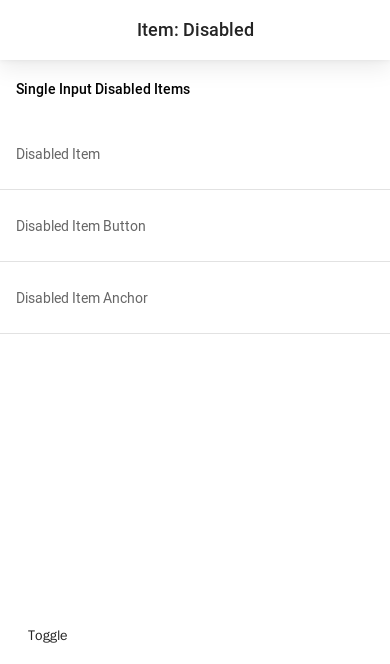 Item: Disabled
Single Input Disabled Items
Disabled Item
Disabled Item Button
Disabled Item Anchor
Toggle